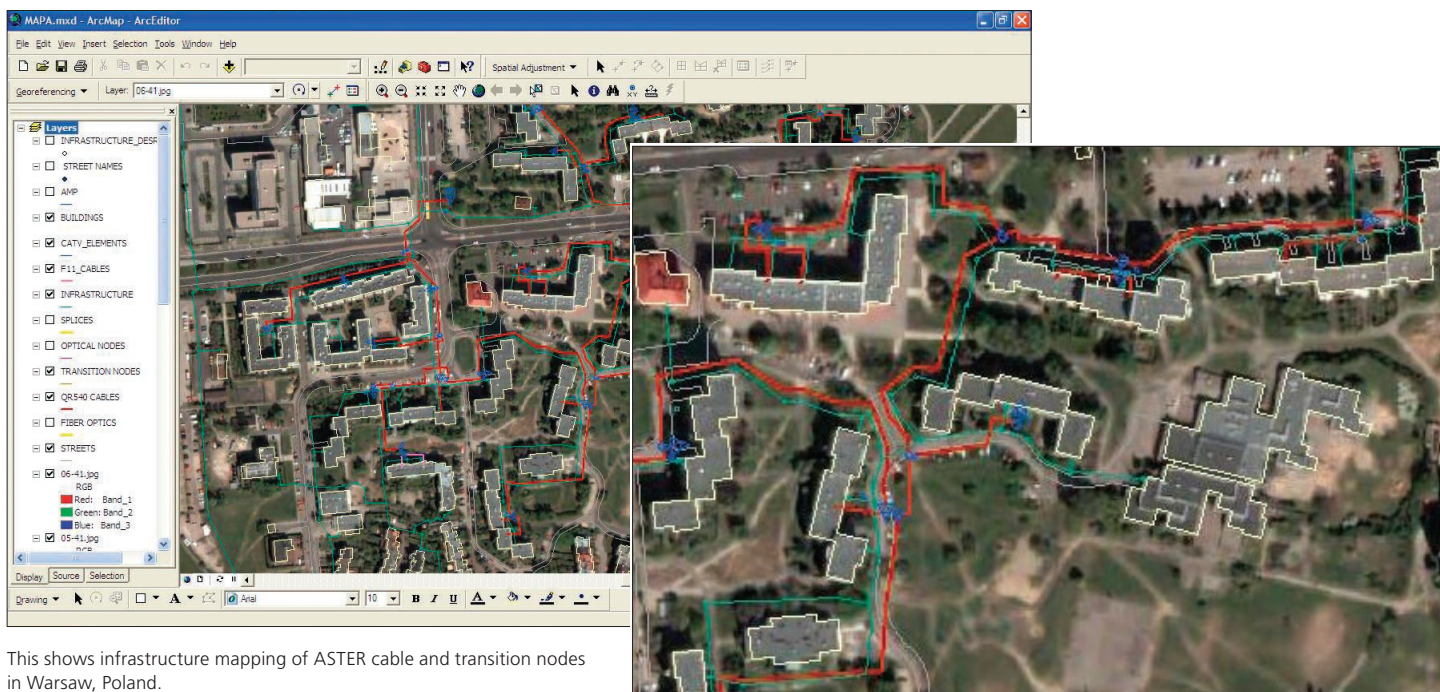 MAPA.mxd - ArcMap - ArcEditor
File Edit View Insert Selection Tools Window Help
Spatial Adjustment
Georeferencing Layer: 06-41.jpg
Layers
INFRASTRUCTURE_DESF
STREET NAMES
AMP
BUILDINGS
CATV_ELEMENTS
F11_CABLES
INFRASTRUCTURE
SPLICES
OPTICAL NODES
TRANSITION NODES
QR540 CABLES
FIBER OPTICS
STREETS
06-41.jpg
RGB
Red: Band_1
Green: Band_2
Blue: Band_3
05-41.jpg
Display Source Selection
Drawing A Arial 10 B I U A
This shows infrastructure mapping of ASTER cable and transition nodes
in Warsaw, Poland.